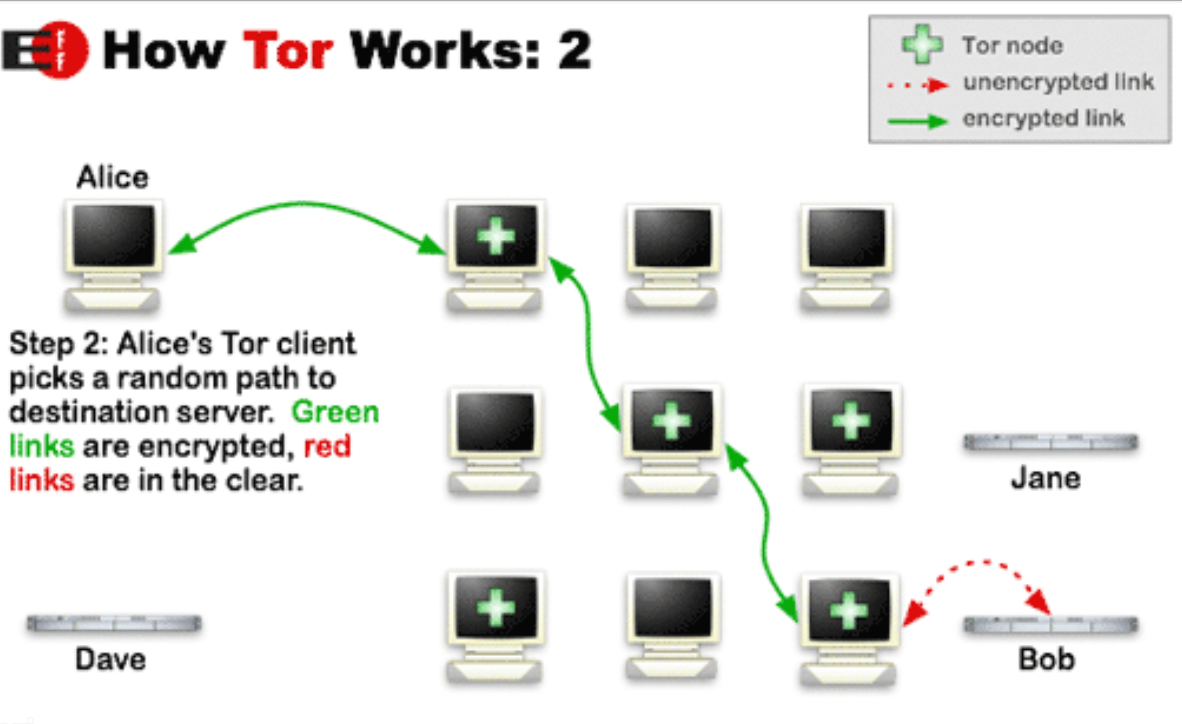 EFF How Tor Works: 2
Tor node
unencrypted link
encrypted link
Alice
Step 2: Alice's Tor client
picks a random path to
destination server. Green
links are encrypted, red
links are in the clear.
Jane
Dave
Bob